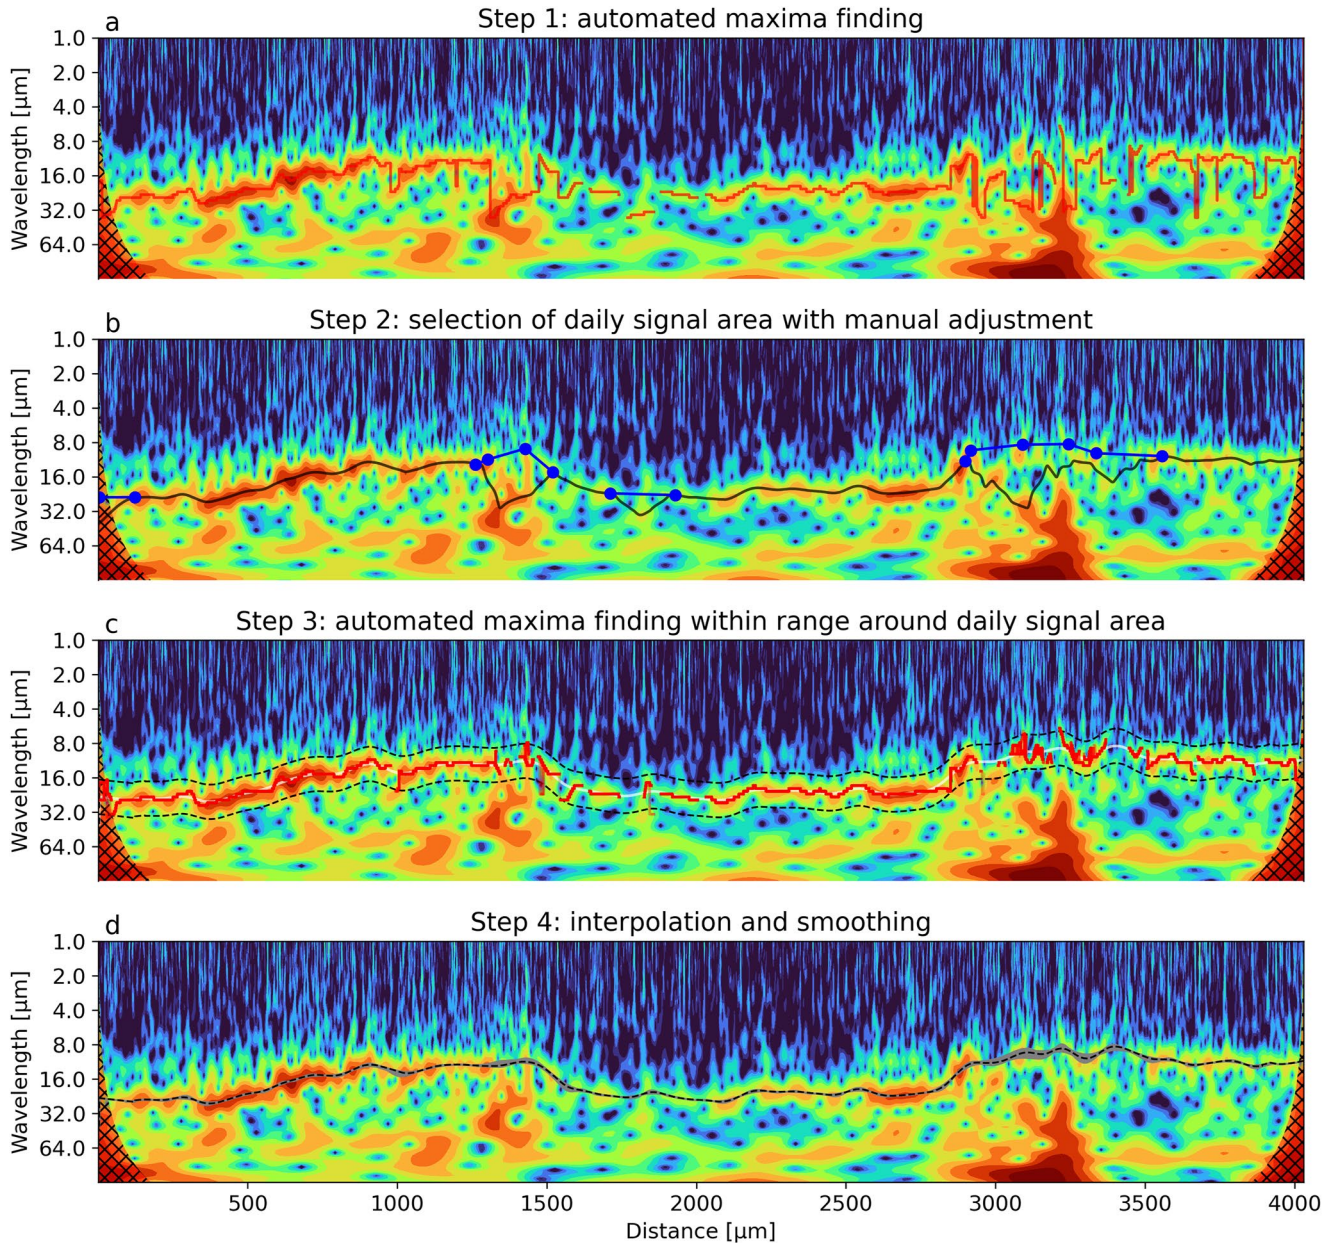 a
Step 1: automated maxima finding
1.0
2.0
4.0
8.0
16.0
32.0
64.0
Wavelength [µm]
b
Step 2: selection of daily signal area with manual adjustment
1.0
2.0
4.0
8.0
16.0
32.0
64.0
Wavelength [µm]
c
Step 3: automated maxima finding within range around daily signal area
1.0
2.0
4.0
8.0
16.0
32.0
64.0
Wavelength [µm]
d
Step 4: interpolation and smoothing
1.0
2.0
4.0
8.0
16.0
32.0
64.0
Wavelength [µm]
500 1000 1500 2000 2500 3000 3500 4000
Distance [µm]